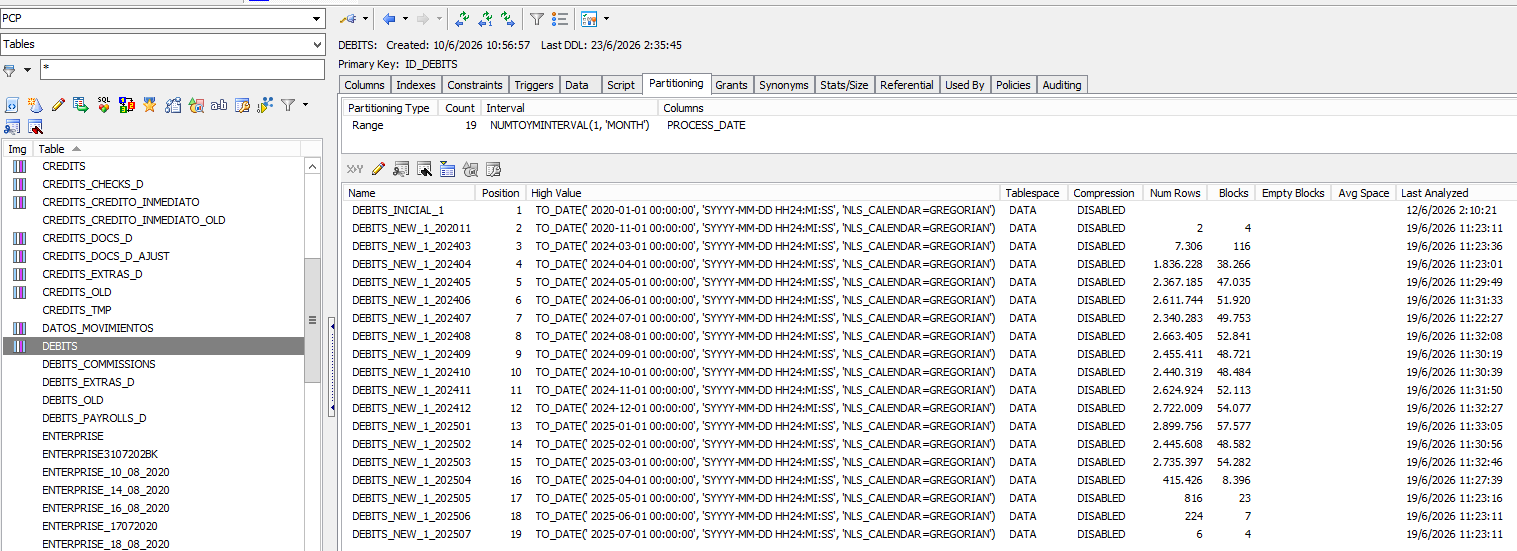 PCP
Tables
*
SQL
a-b
Img Table
CREDITS
CREDITS_CHECKS_D
CREDITS_CREDITO_INMEDIATO
CREDITS_CREDITO_INMEDIATO_OLD
CREDITS_DOCS_D
CREDITS_DOCS_D_AJUST
CREDITS_EXTRAS_D
CREDITS_OLD
CREDITS_TMP
DATOS_MOVIMIENTOS
DEBITS
DEBITS_COMMISSIONS
DEBITS_EXTRAS_D
DEBITS_OLD
DEBITS_PAYROLLS_D
ENTERPRISE
ENTERPRISE3107202BK
ENTERPRISE_10_08_2020
ENTERPRISE_14_08_2020
ENTERPRISE_16_08_2020
ENTERPRISE_17072020
ENTERPRISE_18_08_2020
DEBITS: Created: 10/6/2026 10:56:57 Last DDL: 23/6/2026 2:35:45
Primary Key: ID_DEBITS
Columns Indexes Constraints Triggers Data Script Partitioning Grants Synonyms Stats/Size Referential Used By Policies Auditing
Partitioning Type Count Interval Columns
Range 19 NUMTOYMINTERVAL(1, 'MONTH') PROCESS_DATE
Name Position High Value Tablespace Compression Num Rows Blocks Empty Blocks Avg Space Last Analyzed
DEBITS_INICIAL_1 1 TO_DATE(' 2020-01-01 00:00:00', 'SYYYY-MM-DD HH24:MI:SS', 'NLS_CALENDAR=GREGORIAN') DATA DISABLED 12/6/2026 2:10:21
DEBITS_NEW_1_202011 2 TO_DATE(' 2020-11-01 00:00:00', 'SYYYY-MM-DD HH24:MI:SS', 'NLS_CALENDAR=GREGORIAN') DATA DISABLED 2 4 19/6/2026 11:23:11
DEBITS_NEW_1_202403 3 TO_DATE(' 2024-03-01 00:00:00', 'SYYYY-MM-DD HH24:MI:SS', 'NLS_CALENDAR=GREGORIAN') DATA DISABLED 7.306 116 19/6/2026 11:23:36
DEBITS_NEW_1_202404 4 TO_DATE(' 2024-04-01 00:00:00', 'SYYYY-MM-DD HH24:MI:SS', 'NLS_CALENDAR=GREGORIAN') DATA DISABLED 1.836.228 38.266 19/6/2026 11:23:01
DEBITS_NEW_1_202405 5 TO_DATE(' 2024-05-01 00:00:00', 'SYYYY-MM-DD HH24:MI:SS', 'NLS_CALENDAR=GREGORIAN') DATA DISABLED 2.367.185 47.035 19/6/2026 11:29:49
DEBITS_NEW_1_202406 6 TO_DATE(' 2024-06-01 00:00:00', 'SYYYY-MM-DD HH24:MI:SS', 'NLS_CALENDAR=GREGORIAN') DATA DISABLED 2.611.744 51.920 19/6/2026 11:31:33
DEBITS_NEW_1_202407 7 TO_DATE(' 2024-07-01 00:00:00', 'SYYYY-MM-DD HH24:MI:SS', 'NLS_CALENDAR=GREGORIAN') DATA DISABLED 2.340.283 49.753 19/6/2026 11:22:27
DEBITS_NEW_1_202408 8 TO_DATE(' 2024-08-01 00:00:00', 'SYYYY-MM-DD HH24:MI:SS', 'NLS_CALENDAR=GREGORIAN') DATA DISABLED 2.663.405 52.841 19/6/2026 11:32:08
DEBITS_NEW_1_202409 9 TO_DATE(' 2024-09-01 00:00:00', 'SYYYY-MM-DD HH24:MI:SS', 'NLS_CALENDAR=GREGORIAN') DATA DISABLED 2.455.411 48.721 19/6/2026 11:30:19
DEBITS_NEW_1_202410 10 TO_DATE(' 2024-10-01 00:00:00', 'SYYYY-MM-DD HH24:MI:SS', 'NLS_CALENDAR=GREGORIAN') DATA DISABLED 2.440.319 48.484 19/6/2026 11:30:39
DEBITS_NEW_1_202411 11 TO_DATE(' 2024-11-01 00:00:00', 'SYYYY-MM-DD HH24:MI:SS', 'NLS_CALENDAR=GREGORIAN') DATA DISABLED 2.624.924 52.113 19/6/2026 11:31:50
DEBITS_NEW_1_202412 12 TO_DATE(' 2024-12-01 00:00:00', 'SYYYY-MM-DD HH24:MI:SS', 'NLS_CALENDAR=GREGORIAN') DATA DISABLED 2.722.009 54.077 19/6/2026 11:32:27
DEBITS_NEW_1_202501 13 TO_DATE(' 2025-01-01 00:00:00', 'SYYYY-MM-DD HH24:MI:SS', 'NLS_CALENDAR=GREGORIAN') DATA DISABLED 2.899.756 57.577 19/6/2026 11:33:05
DEBITS_NEW_1_202502 14 TO_DATE(' 2025-02-01 00:00:00', 'SYYYY-MM-DD HH24:MI:SS', 'NLS_CALENDAR=GREGORIAN') DATA DISABLED 2.445.608 48.582 19/6/2026 11:30:56
DEBITS_NEW_1_202503 15 TO_DATE(' 2025-03-01 00:00:00', 'SYYYY-MM-DD HH24:MI:SS', 'NLS_CALENDAR=GREGORIAN') DATA DISABLED 2.735.397 54.282 19/6/2026 11:32:46
DEBITS_NEW_1_202504 16 TO_DATE(' 2025-04-01 00:00:00', 'SYYYY-MM-DD HH24:MI:SS', 'NLS_CALENDAR=GREGORIAN') DATA DISABLED 415.426 8.396 19/6/2026 11:27:39
DEBITS_NEW_1_202505 17 TO_DATE(' 2025-05-01 00:00:00', 'SYYYY-MM-DD HH24:MI:SS', 'NLS_CALENDAR=GREGORIAN') DATA DISABLED 816 23 19/6/2026 11:23:16
DEBITS_NEW_1_202506 18 TO_DATE(' 2025-06-01 00:00:00', 'SYYYY-MM-DD HH24:MI:SS', 'NLS_CALENDAR=GREGORIAN') DATA DISABLED 224 7 19/6/2026 11:23:11
DEBITS_NEW_1_202507 19 TO_DATE(' 2025-07-01 00:00:00', 'SYYYY-MM-DD HH24:MI:SS', 'NLS_CALENDAR=GREGORIAN') DATA DISABLED 6 4 19/6/2026 11:23:11